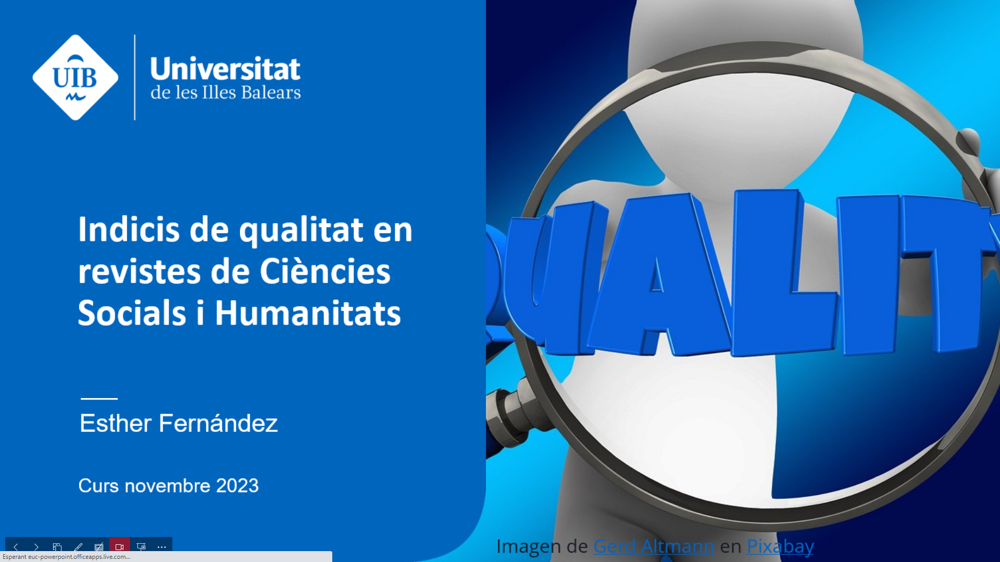 UIB
Universitat
de les Illes Balears
Indicis de qualitat en
revistes de Ciències
Socials i Humanitats
Esther Fernández
Curs novembre 2023
QUALITY
Imagen de Gerd Altmann en Pixabay
Esperant euc-powerpoint.officeapps.live.com...